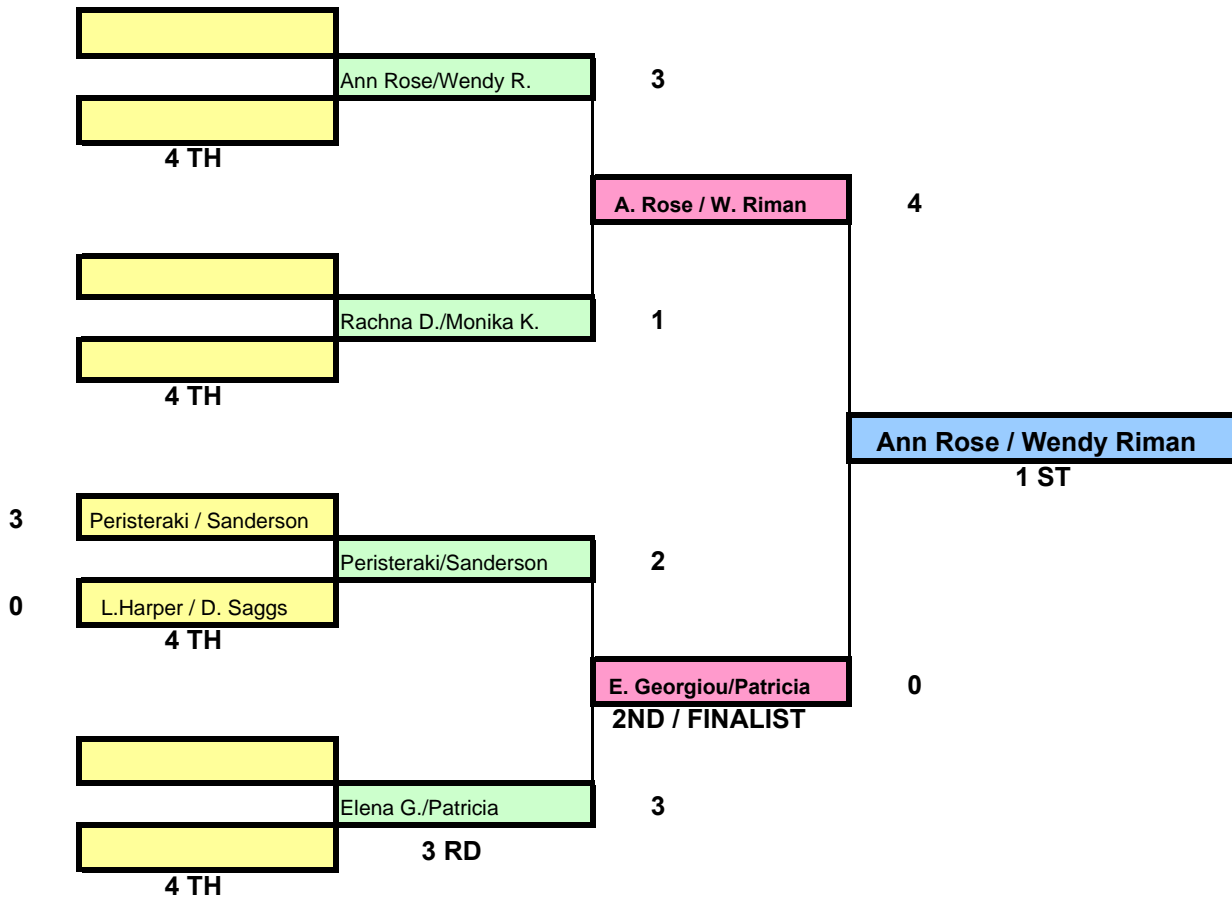 Ann Rose/Wendy R. 3
4 TH
A. Rose / W. Riman 4
Rachna D./Monika K. 1
4 TH
Ann Rose / Wendy Riman
1 ST
3 Peristeraki / Sanderson
Peristeraki/Sanderson 2
0 L.Harper / D. Saggs
4 TH
E. Georgiou/Patricia 0
2ND / FINALIST
Elena G./Patricia 3
3 RD
4 TH